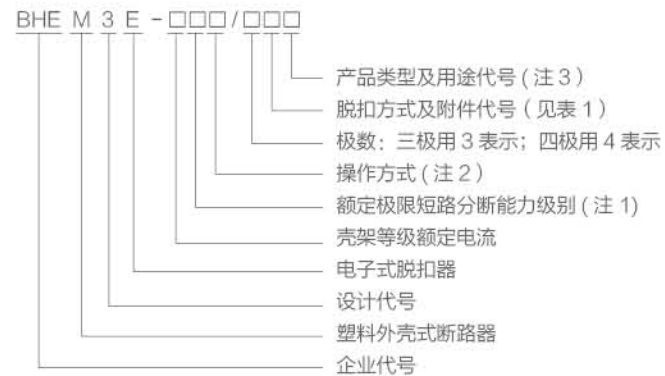 BHE M 3 E - □□□/□□□
产品类型及用途代号(注3)
脱扣方式及附件代号(见表1)
极数:三极用3表示;四极用4表示
操作方式(注2)
额定极限短路分断能力级别(注1)
壳架等级额定电流
电子式脱扣器
设计代号
塑料外壳式断路器
企业代号